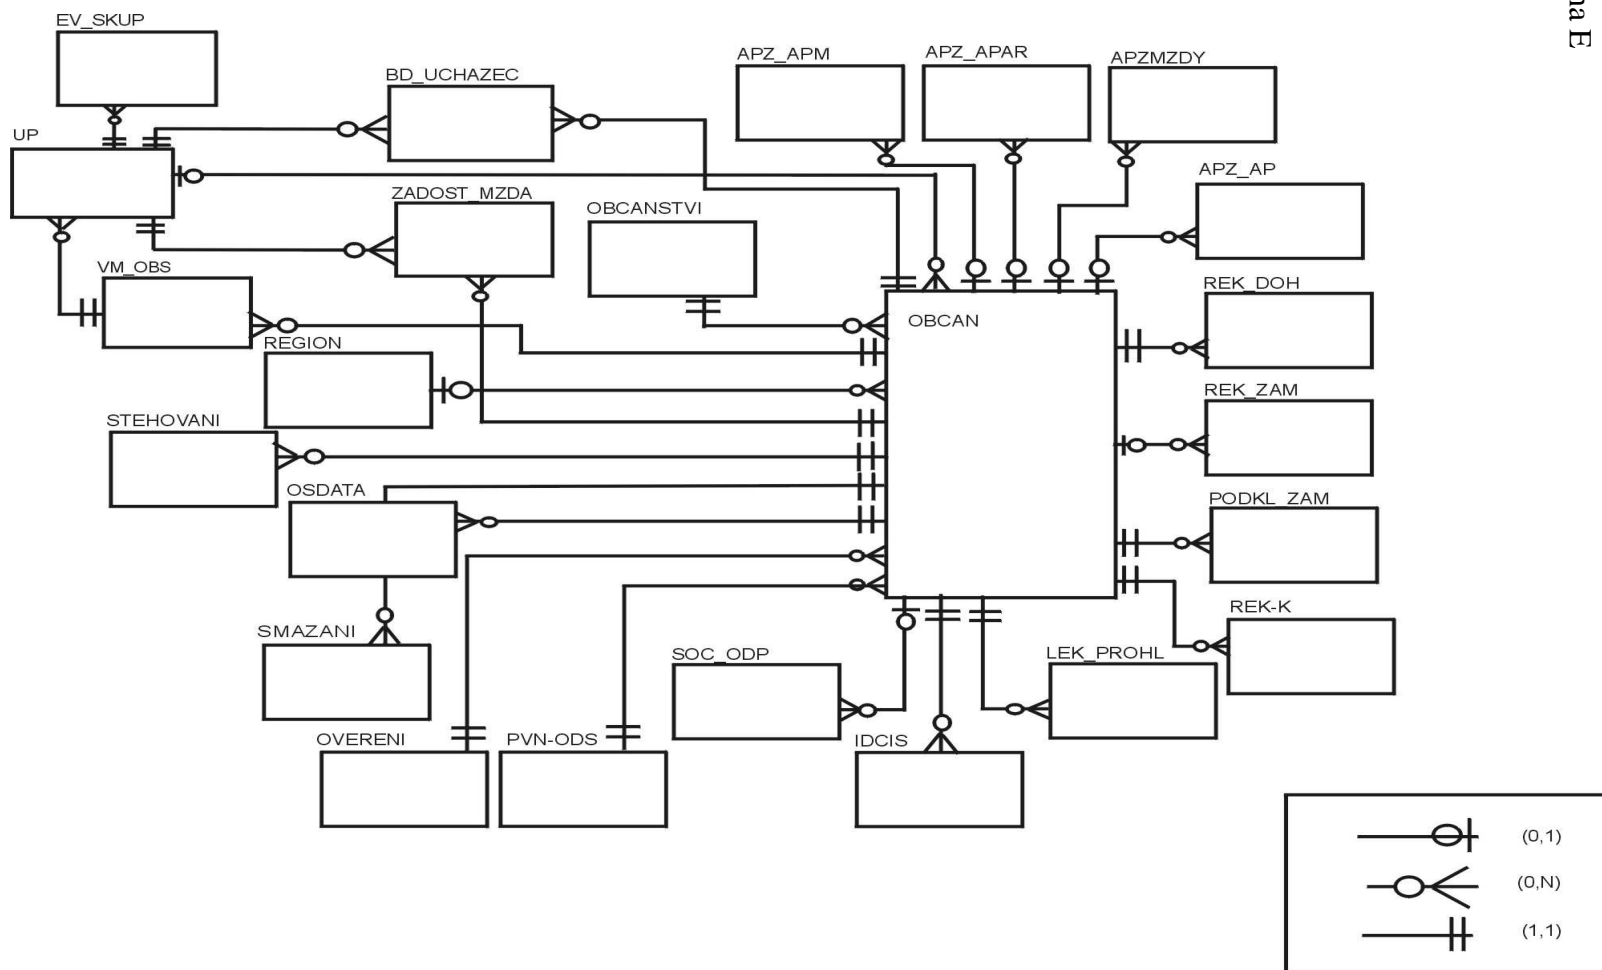 EV_SKUP
UP
BD_UCHAZEC
APZ_APM
APZ_APAR
APZMZDY
APZ_AP
ZADOST_MZDA
OBCANSTVI
VM_OBS
REGION
OBCAN
REK_DOH
REK_ZAM
STEHOVANI
OSDATA
PODKL_ZAM
REK-K
SMAZANI
SOC_ODP
LEK_PROHL
OVERENI
PVN-ODS
IDCIS
(0,1)
(0,N)
(1,1)
E